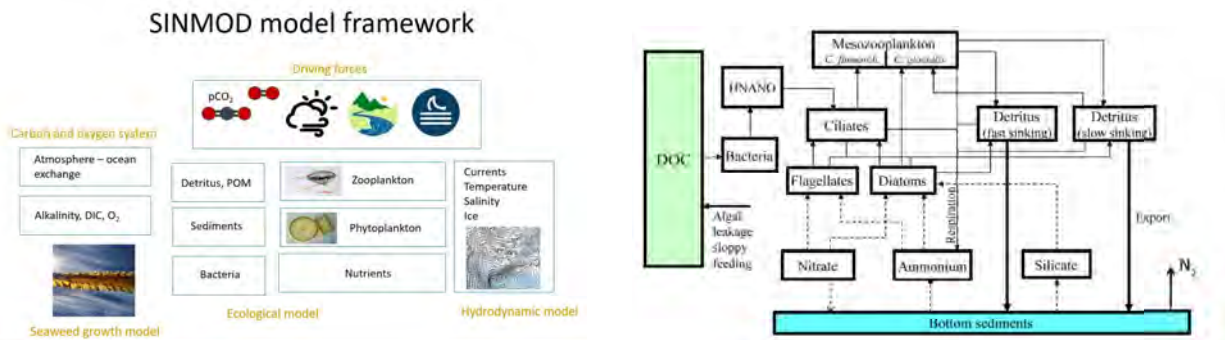 SINMOD model framework
Driving forces
pCO₂
Carbon and oxygen system
Atmosphere – ocean
exchange
Alkalinity, DIC, O₂
Seaweed growth model
Detritus, POM
Zooplankton
Sediments
Phytoplankton
Bacteria
Nutrients
Ecological model
Currents
Temperature
Salinity
Ice
Hydrodynamic model
Mesozooplankton
C. finmarch.
C. glacialis
HNANO
Ciliates
Detritus
(fast sinking)
Detritus
(slow sinking)
DOC
Bacteria
Flagellates
Diatoms
Algal
leakage
sloppy
feeding
Respiration
Export
Nitrate
Ammonium
Silicate
N₂
Bottom sediments